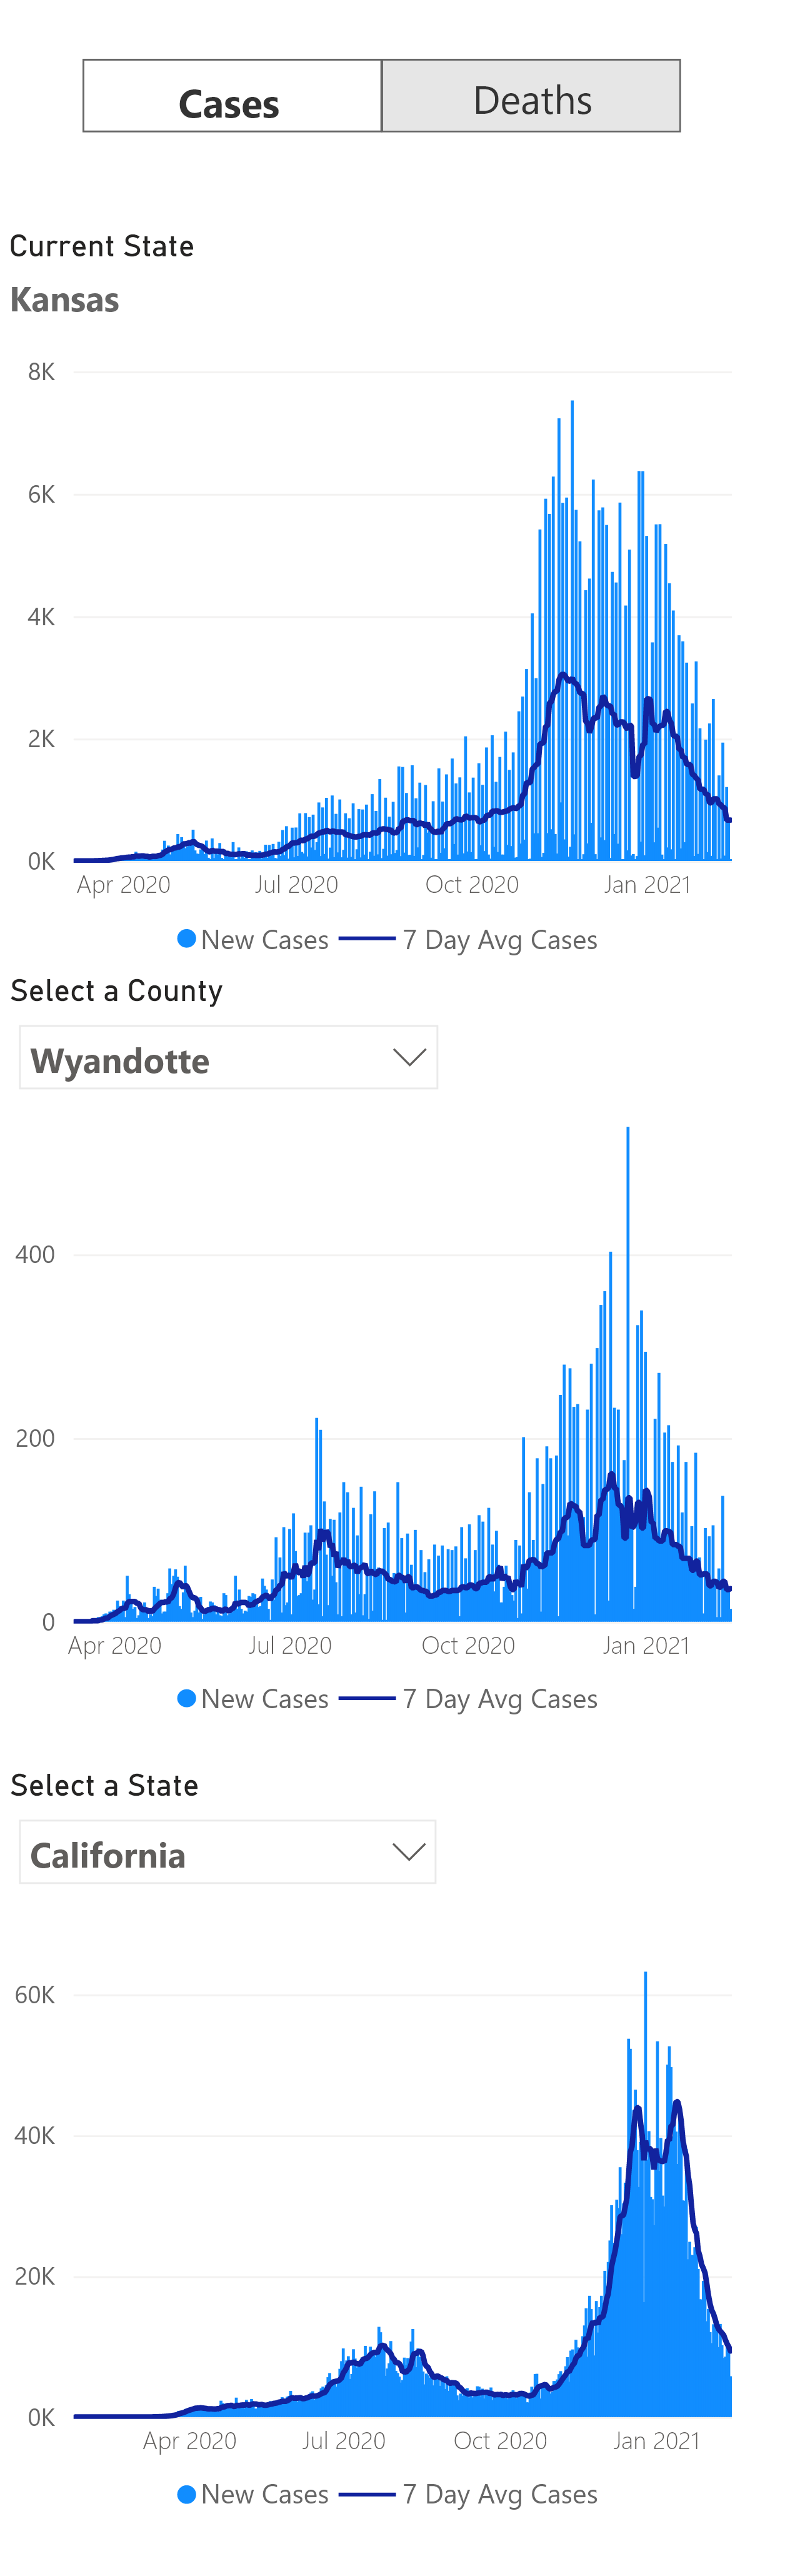 Cases Deaths
Current State
Kansas
8K
6K
4K
2K
0K
Apr 2020 Jul 2020 Oct 2020 Jan 2021
New Cases 7 Day Avg Cases
Select a County
Wyandotte
400
200
0
Apr 2020 Jul 2020 Oct 2020 Jan 2021
New Cases 7 Day Avg Cases
Select a State
California
60K
40K
20K
0K
Apr 2020 Jul 2020 Oct 2020 Jan 2021
New Cases 7 Day Avg Cases